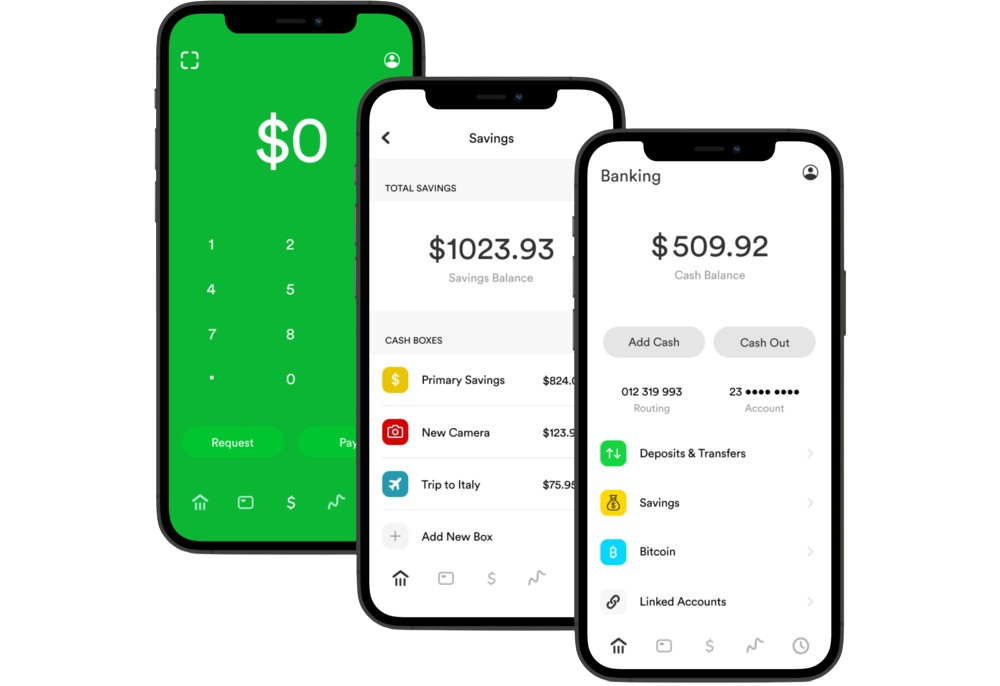 $0
1 2
4 5
7 8
· 0
Request Pay
$
Savings
TOTAL SAVINGS
$1023.93
Savings Balance
CASH BOXES
$ Primary Savings $824.0
New Camera $123.9
Trip to Italy $75.95
+ Add New Box
$
Banking
$509.92
Cash Balance
Add Cash Cash Out
012 319 993 23 •••• ••••
Routing Account
Deposits & Transfers
Savings
Bitcoin
Linked Accounts
$